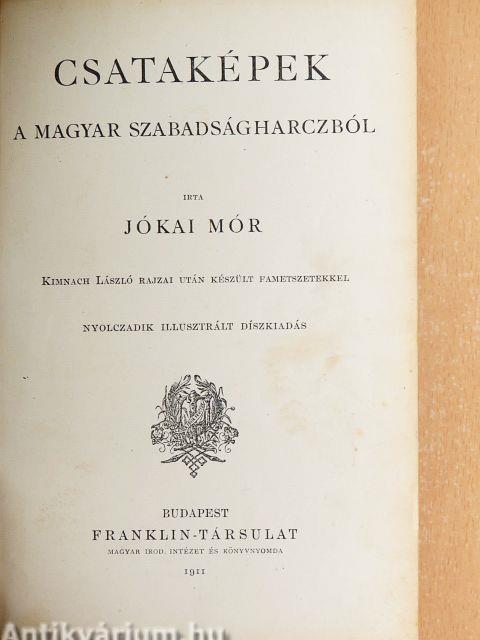 CSATAKÉPEK
A MAGYAR SZABADSÁGHARCZBÓL
IRTA
JÓKAI MÓR
KIMNACH LÁSZLÓ RAJZAI UTÁN KÉSZÜLT FAMETSZETEKKEL
NYOLCZADIK ILLUSZTRÁLT DÍSZKIADÁS
BUDAPEST
FRANKLIN-TÁRSULAT
MAGYAR IROD. INTÉZET ÉS KÖNYVNYOMDA
1911
Antikvárium.hu